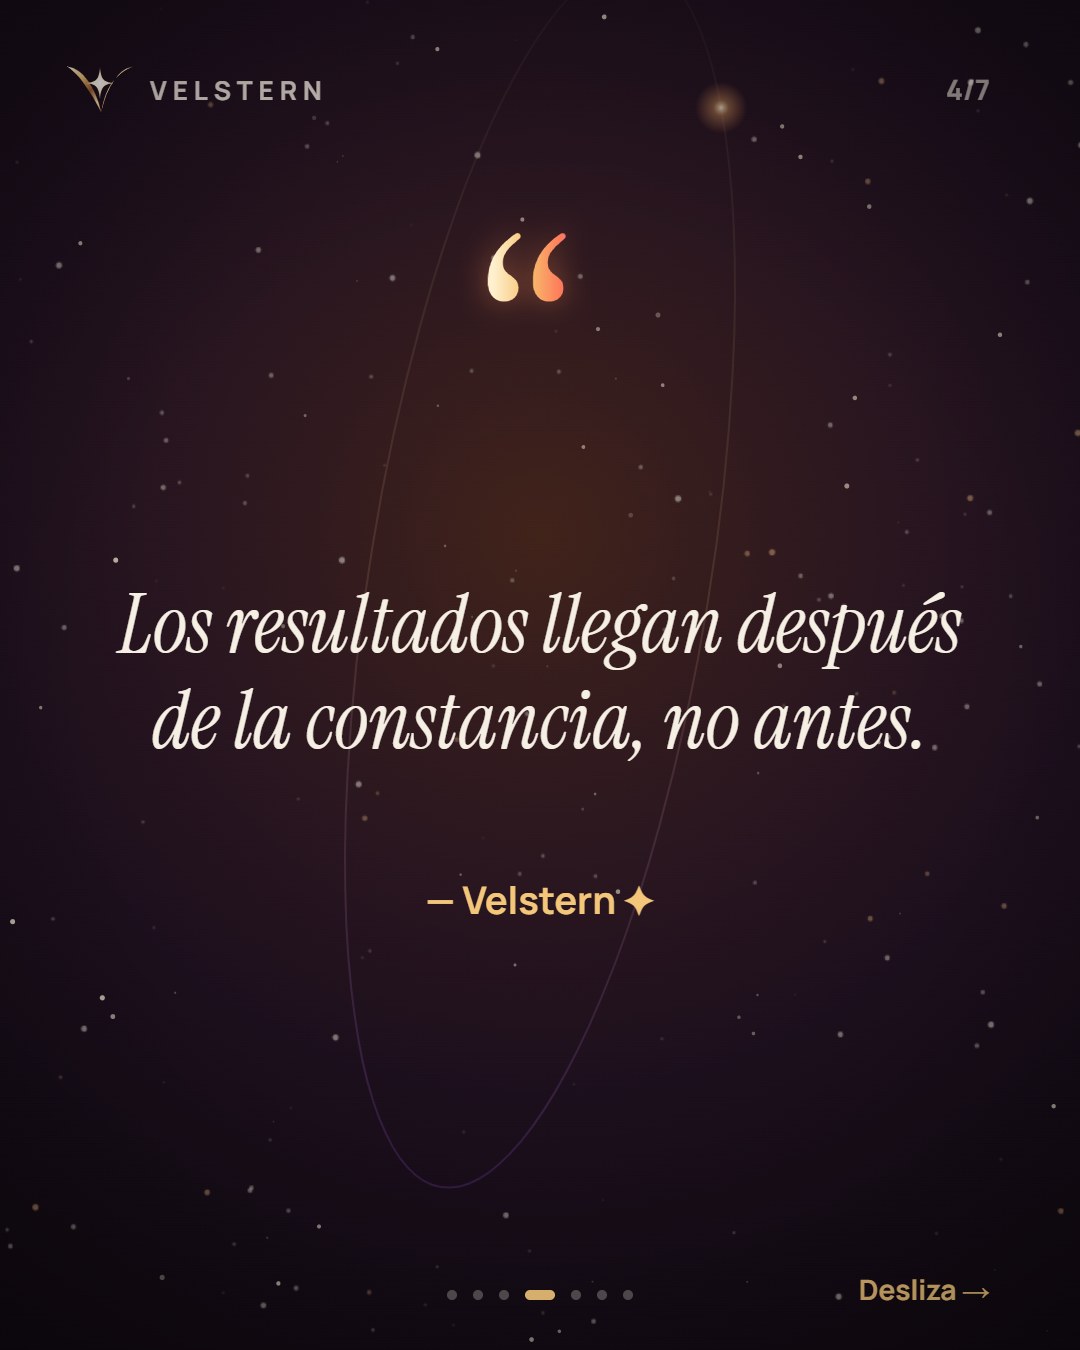 VELSTERN
4/7
“
Los resultados llegan después
de la constancia, no antes.
— Velstern ✦
Desliza →